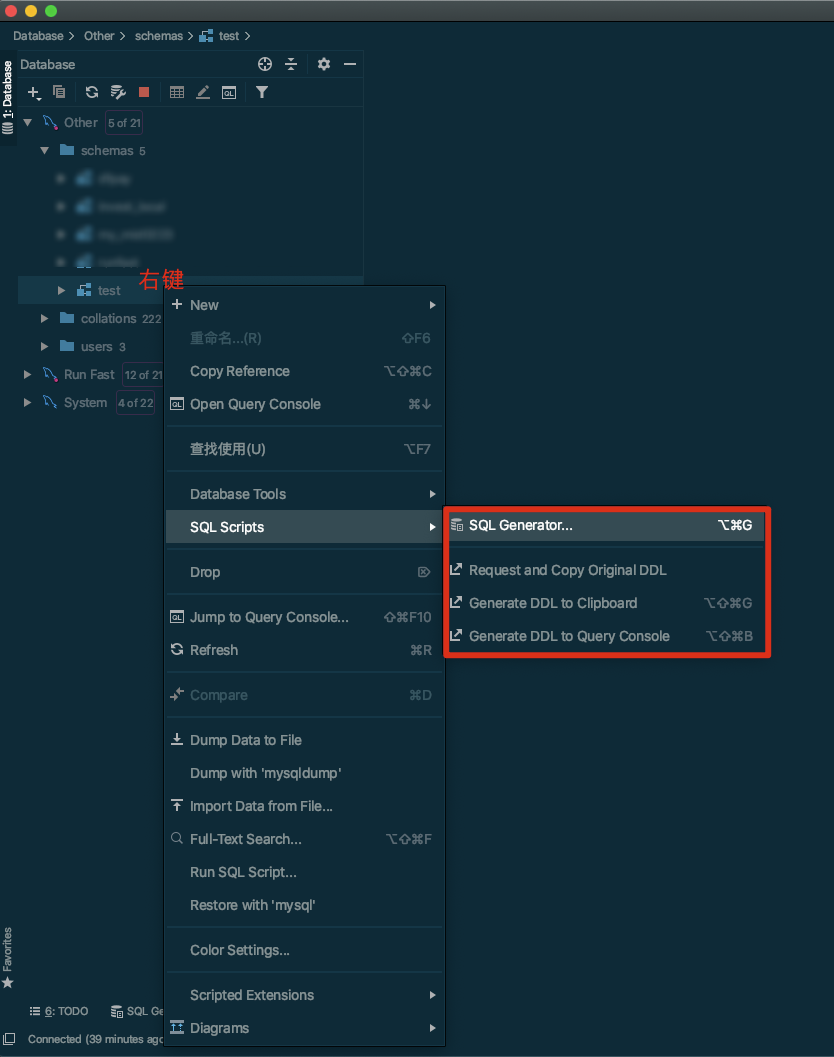 Database > Other > schemas > test >
1: Database
Database
Other 5 of 21
schemas 5
test
右键
collations 222
users 3
Run Fast 12 of 21
System 4 of 22
New
重命名...(R) ⇧F6
Copy Reference ⌥⇧⌘C
Open Query Console ⌘↓
查找使用(U) ⌥F7
Database Tools
SQL Scripts
Drop ⌦
Jump to Query Console... ⇧⌘F10
Refresh ⌘R
Compare ⌘D
Dump Data to File
Dump with 'mysqldump'
Import Data from File...
Full-Text Search... ⌥⇧⌘F
Run SQL Script...
Restore with 'mysql'
Color Settings...
Scripted Extensions
Diagrams
SQL Generator... ⌥⌘G
Request and Copy Original DDL
Generate DDL to Clipboard ⌥⇧⌘G
Generate DDL to Query Console ⌥⇧⌘B
Favorites
6: TODO
SQL Ge
Connected (39 minutes ago